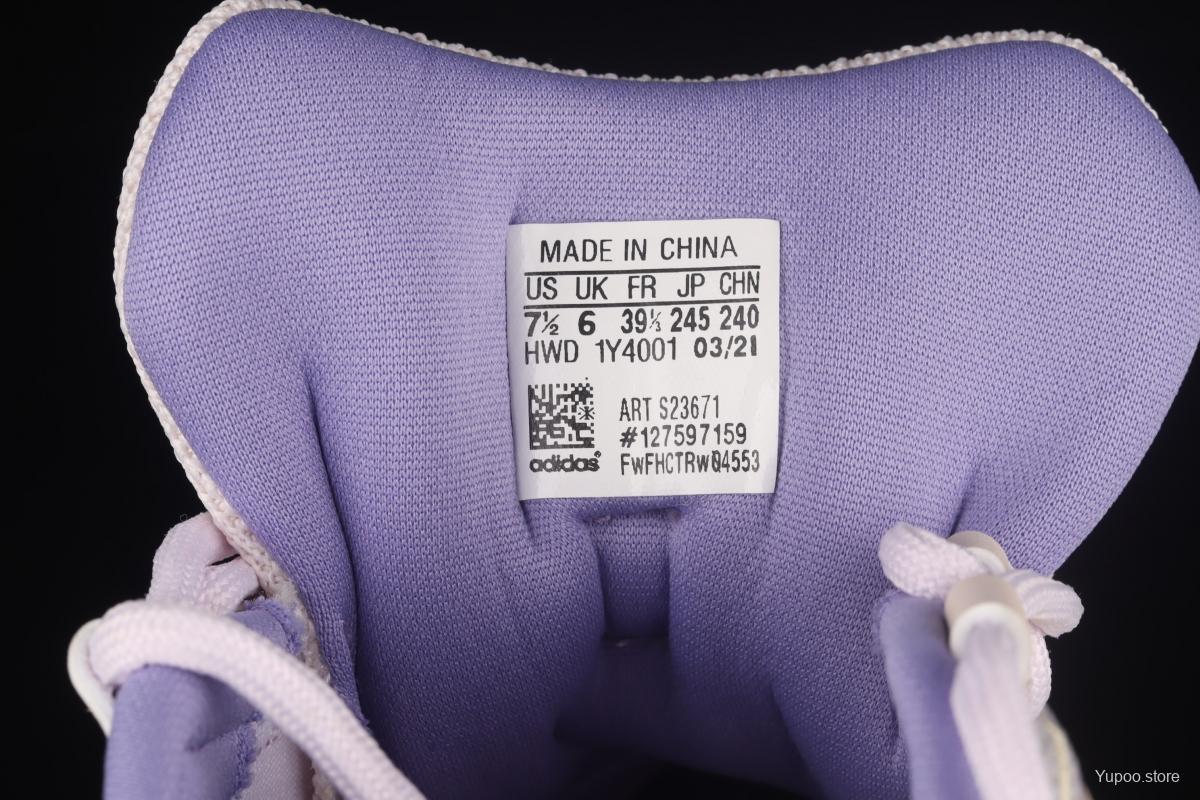 MADE IN CHINA
US UK FR JP CHN
7½ 6 39⅓ 245 240
HWD 1Y4001 03/21
ART S23671
#127597159
adidas® FwFHCTRwQ4553
Yupoo.store